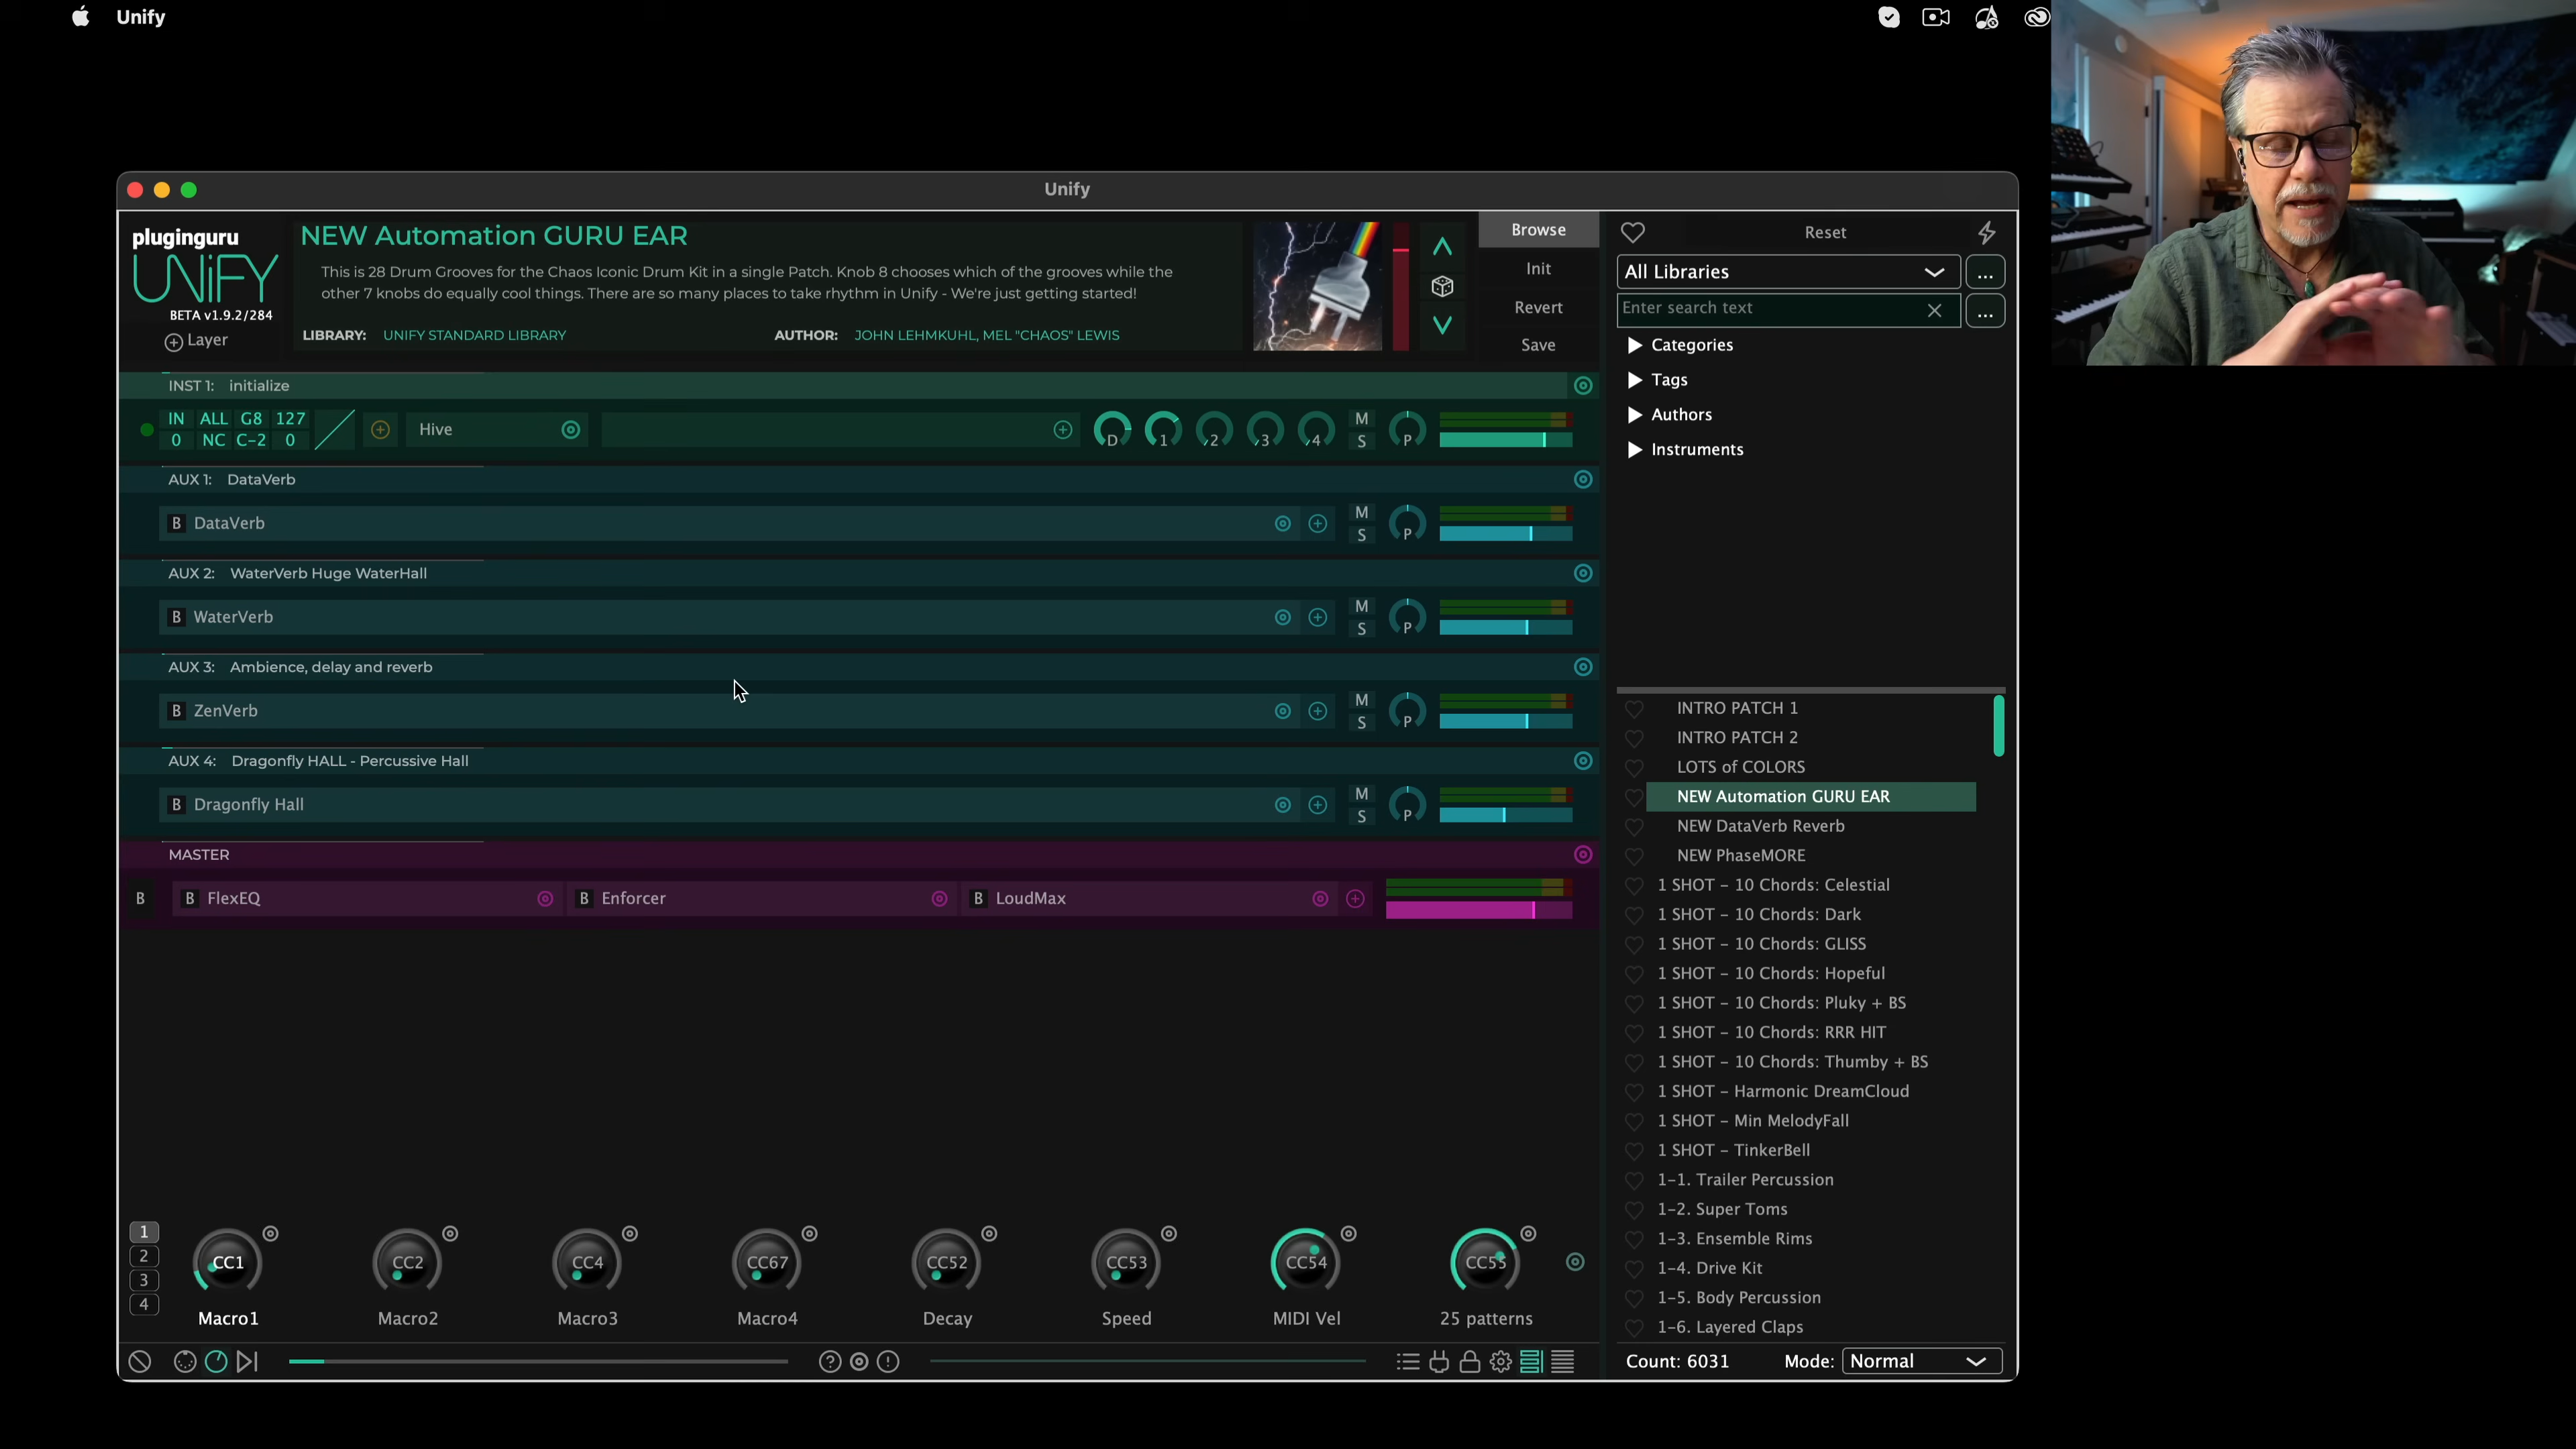 Unify
Unify
pluginguru
UNiFY
BETA v1.9.2/284
Layer
NEW Automation GURU EAR
This is 28 Drum Grooves for the Chaos Iconic Drum Kit in a single Patch. Knob 8 chooses which of the grooves while the
other 7 knobs do equally cool things. There are so many places to take rhythm in Unify - We're just getting started!
LIBRARY: UNIFY STANDARD LIBRARY AUTHOR: JOHN LEHMKUHL, MEL "CHAOS" LEWIS
Browse
Init
Revert
Save
INST 1: initialize
IN ALL G8 127
0 NC C-2 0
Hive
D 1 2 3 4 M S P
AUX 1: DataVerb
B DataVerb M S P
AUX 2: WaterVerb Huge WaterHall
B WaterVerb M S P
AUX 3: Ambience, delay and reverb
B ZenVerb M S P
AUX 4: Dragonfly HALL - Percussive Hall
B Dragonfly Hall M S P
MASTER
B B FlexEQ B Enforcer B LoudMax
1
2
3
4
CC1 CC2 CC4 CC67 CC52 CC53 CC54 CC55
Macro1 Macro2 Macro3 Macro4 Decay Speed MIDI Vel 25 patterns
Reset
All Libraries ...
Enter search text ...
Categories
Tags
Authors
Instruments
INTRO PATCH 1
INTRO PATCH 2
LOTS of COLORS
NEW Automation GURU EAR
NEW DataVerb Reverb
NEW PhaseMORE
1 SHOT - 10 Chords: Celestial
1 SHOT - 10 Chords: Dark
1 SHOT - 10 Chords: GLISS
1 SHOT - 10 Chords: Hopeful
1 SHOT - 10 Chords: Pluky + BS
1 SHOT - 10 Chords: RRR HIT
1 SHOT - 10 Chords: Thumby + BS
1 SHOT - Harmonic DreamCloud
1 SHOT - Min MelodyFall
1 SHOT - TinkerBell
1-1. Trailer Percussion
1-2. Super Toms
1-3. Ensemble Rims
1-4. Drive Kit
1-5. Body Percussion
1-6. Layered Claps
Count: 6031 Mode: Normal